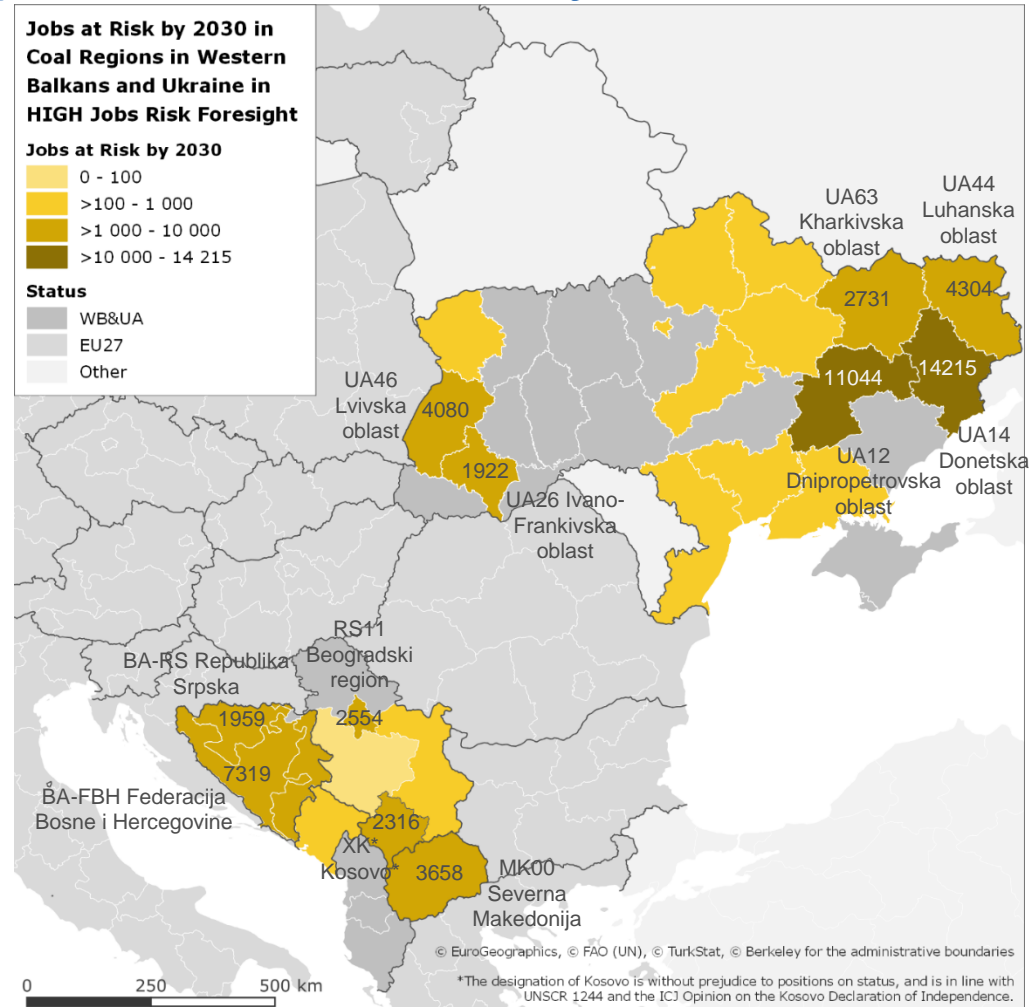 Jobs at Risk by 2030 in
Coal Regions in Western
Balkans and Ukraine in
HIGH Jobs Risk Foresight
Jobs at Risk by 2030
0 - 100
>100 - 1 000
>1 000 - 10 000
>10 000 - 14 215
Status
WB&UA
EU27
Other
UA63
Kharkivska
oblast
UA44
Luhanska
oblast
2731
4304
11044
14215
UA46
Lvivska
oblast
4080
1922
UA26 Ivano-
Frankivska
oblast
UA12
Dnipropetrovska
oblast
UA14
Donetska
oblast
RS11
Beogradski
region
BA-RS Republika
Srpska
1959
2554
7319
BA-FBH Federacija
Bosne i Hercegovine
2316
XK*
Kosovo*
3658
MK00
Severna
Makedonija
© EuroGeographics, © FAO (UN), © TurkStat, © Berkeley for the administrative boundaries
*The designation of Kosovo is without prejudice to positions on status, and is in line with
UNSCR 1244 and the ICJ Opinion on the Kosovo Declaration of Independence.
0 250 500 km